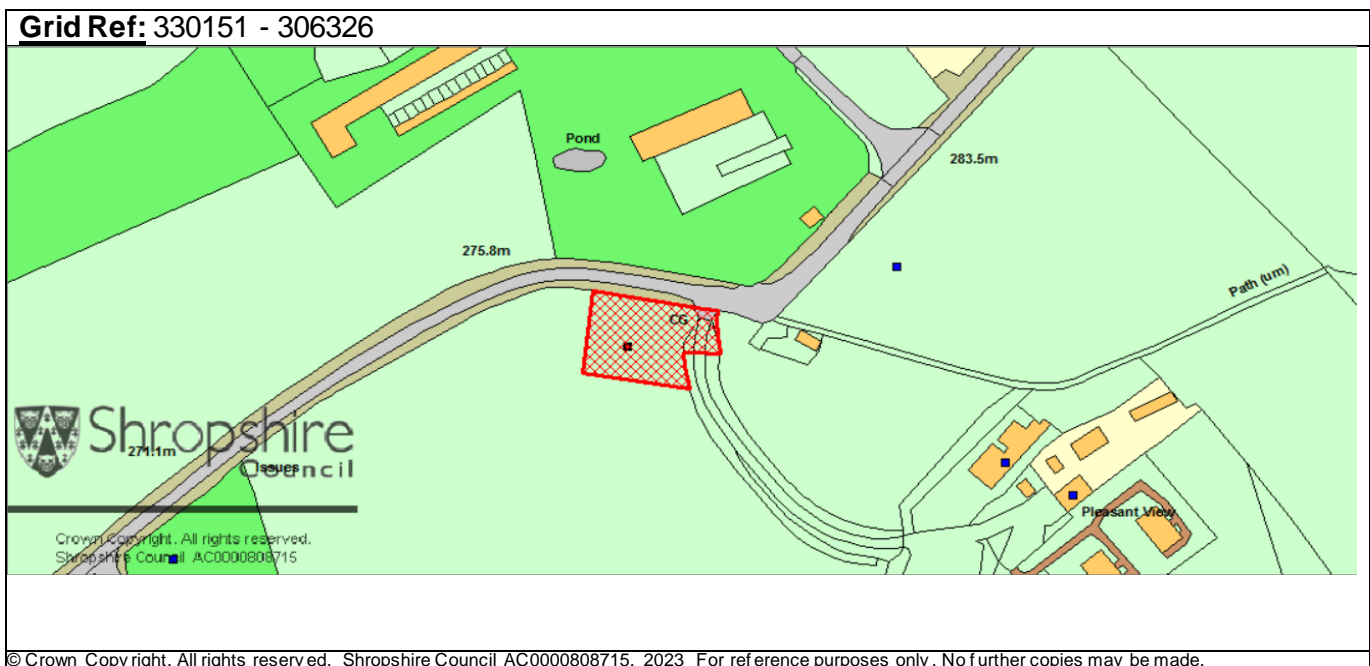 Grid Ref: 330151 - 306326
Pond
283.5m
275.8m
Path (um)
CG
Shropshire
Council
271.1m
Issues
Pleasant View
Crown Copyright. All rights reserved.
Shropshire Council AC0000808715
© Crown Copyright. All rights reserved. Shropshire Council AC0000808715. 2023 For reference purposes only. No further copies may be made.